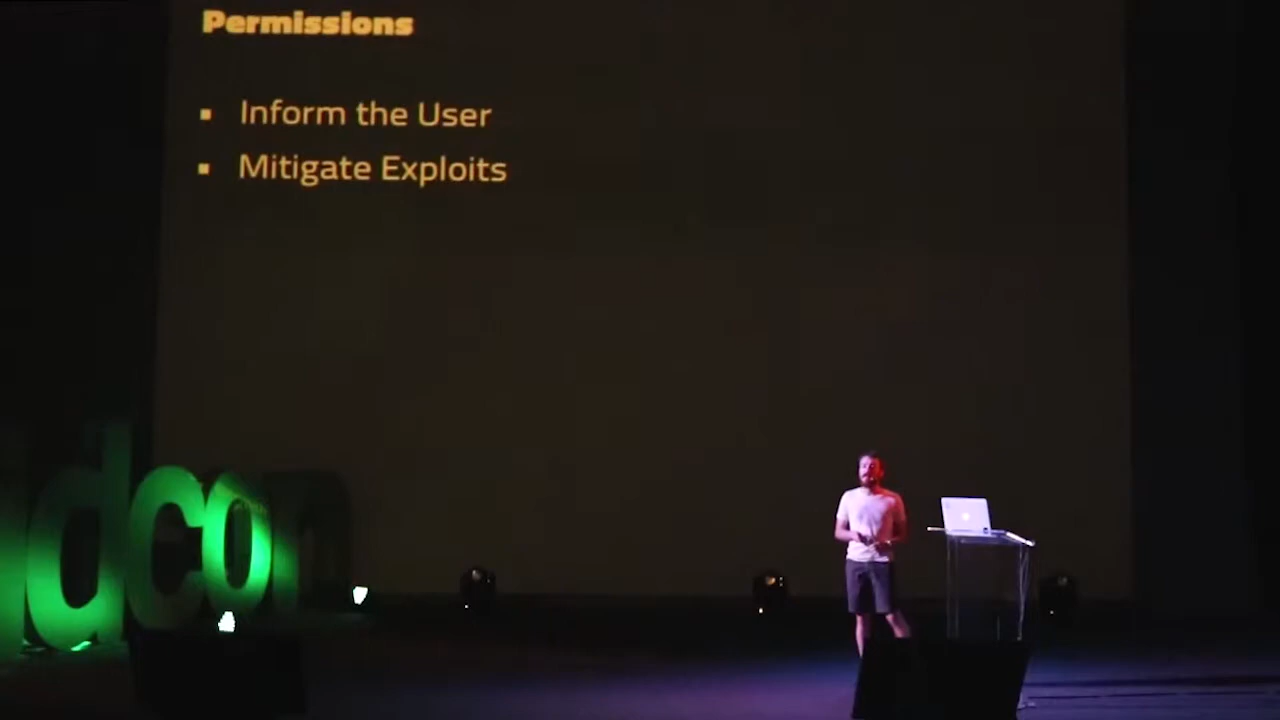 Permissions
▪ Inform the User
▪ Mitigate Exploits
dcon